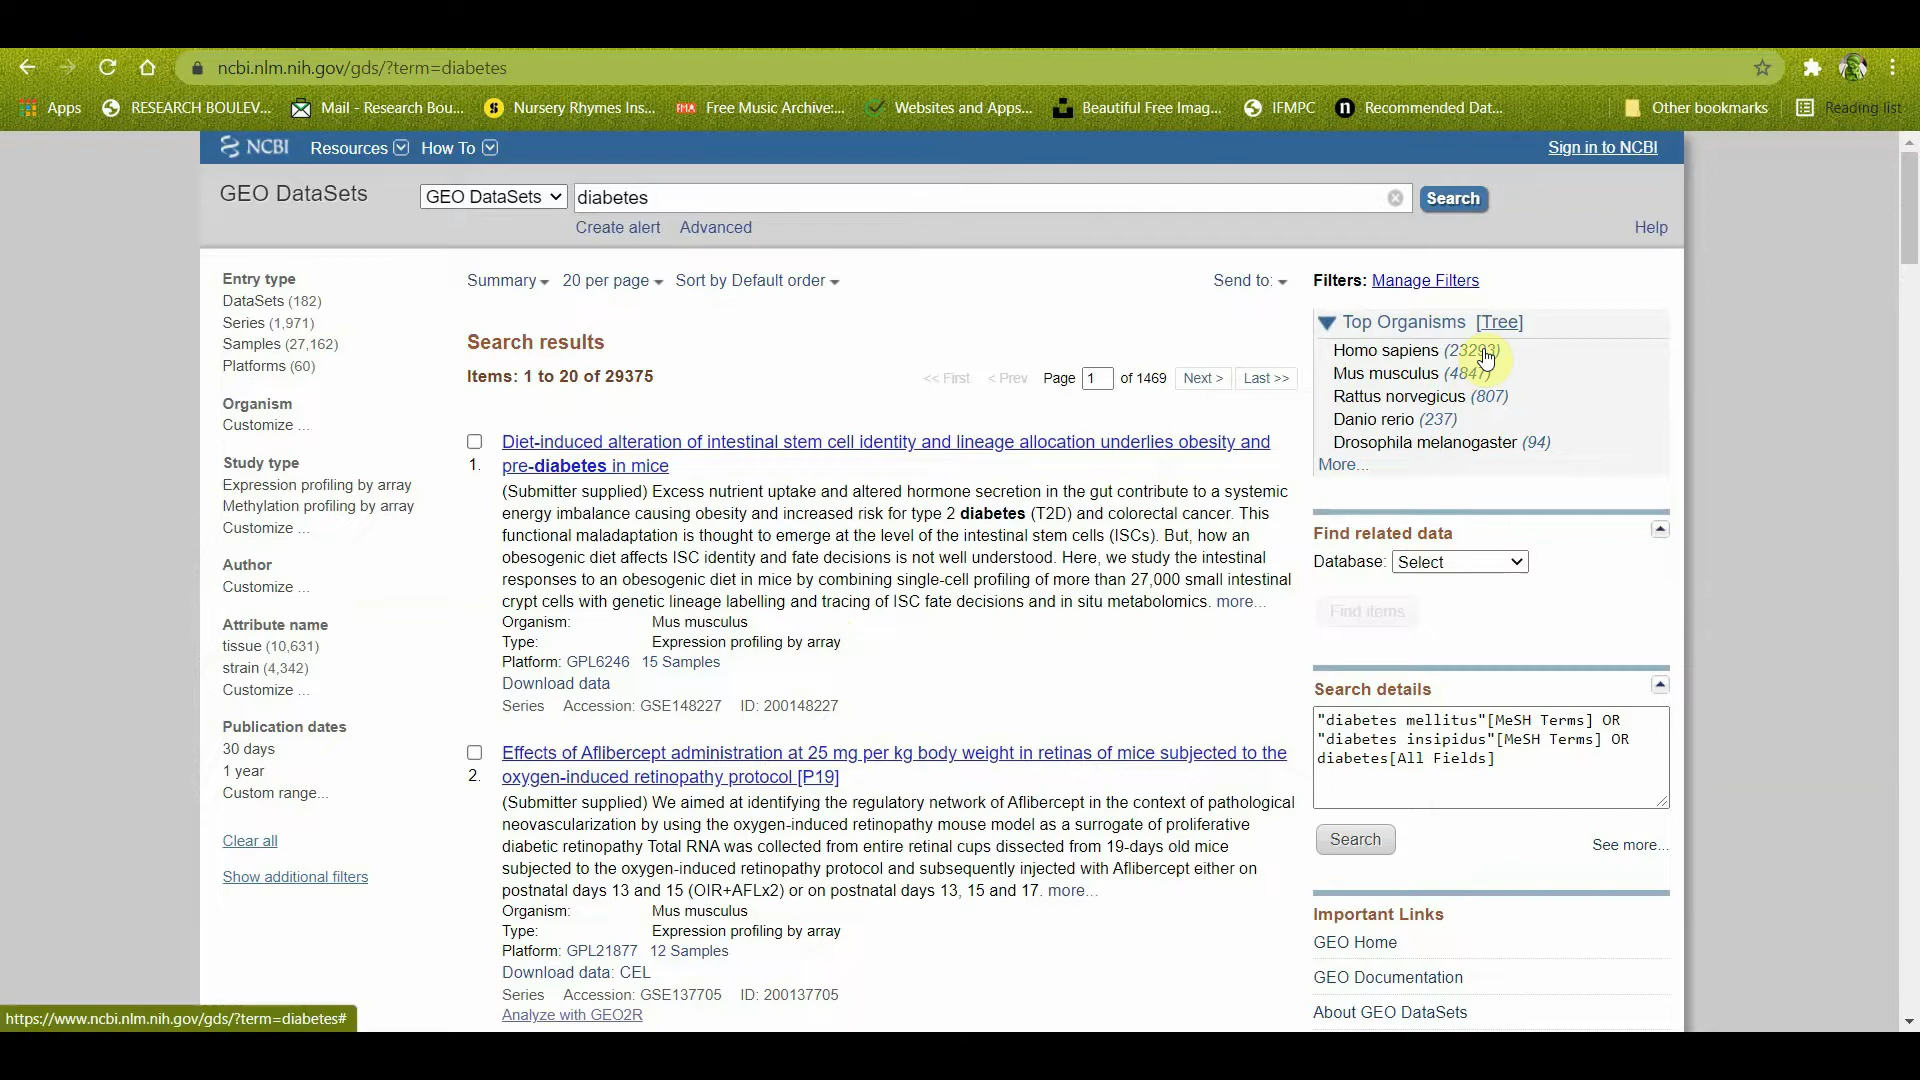 ncbi.nlm.nih.gov/gds/?term=diabetes
Apps RESEARCH BOULEV... Mail - Research Bou... Nursery Rhymes Ins... Free Music Archive:... Websites and Apps... Beautiful Free Imag... IFMPC Recommended Dat... Other bookmarks Reading list
NCBI Resources How To Sign in to NCBI
GEO DataSets GEO DataSets diabetes Search
Create alert Advanced Help
Entry type
DataSets (182)
Series (1,971)
Samples (27,162)
Platforms (60)
Organism
Customize ...
Study type
Expression profiling by array
Methylation profiling by array
Customize ...
Author
Customize ...
Attribute name
tissue (10,631)
strain (4,342)
Customize ...
Publication dates
30 days
1 year
Custom range...
Clear all
Show additional filters
Summary 20 per page Sort by Default order Send to:
Search results
Items: 1 to 20 of 29375
<< First < Prev Page 1 of 1469 Next > Last >>
Diet-induced alteration of intestinal stem cell identity and lineage allocation underlies obesity and
1. pre-diabetes in mice
(Submitter supplied) Excess nutrient uptake and altered hormone secretion in the gut contribute to a systemic
energy imbalance causing obesity and increased risk for type 2 diabetes (T2D) and colorectal cancer. This
functional maladaptation is thought to emerge at the level of the intestinal stem cells (ISCs). But, how an
obesogenic diet affects ISC identity and fate decisions is not well understood. Here, we study the intestinal
responses to an obesogenic diet in mice by combining single-cell profiling of more than 27,000 small intestinal
crypt cells with genetic lineage labelling and tracing of ISC fate decisions and in situ metabolomics. more...
Organism: Mus musculus
Type: Expression profiling by array
Platform: GPL6246 15 Samples
Download data
Series Accession: GSE148227 ID: 200148227
Effects of Aflibercept administration at 25 mg per kg body weight in retinas of mice subjected to the
2. oxygen-induced retinopathy protocol [P19]
(Submitter supplied) We aimed at identifying the regulatory network of Aflibercept in the context of pathological
neovascularization by using the oxygen-induced retinopathy mouse model as a surrogate of proliferative
diabetic retinopathy Total RNA was collected from entire retinal cups dissected from 19-days old mice
subjected to the oxygen-induced retinopathy protocol and subsequently injected with Aflibercept either on
postnatal days 13 and 15 (OIR+AFLx2) or on postnatal days 13, 15 and 17. more...
Organism: Mus musculus
Type: Expression profiling by array
Platform: GPL21877 12 Samples
Download data: CEL
Series Accession: GSE137705 ID: 200137705
Analyze with GEO2R
Filters: Manage Filters
Top Organisms [Tree]
Homo sapiens (23293)
Mus musculus (4847)
Rattus norvegicus (807)
Danio rerio (237)
Drosophila melanogaster (94)
More...
Find related data
Database: Select
Find items
Search details
"diabetes mellitus"[MeSH Terms] OR
"diabetes insipidus"[MeSH Terms] OR
diabetes[All Fields]
Search See more...
Important Links
GEO Home
GEO Documentation
About GEO DataSets
https://www.ncbi.nlm.nih.gov/gds/?term=diabetes#